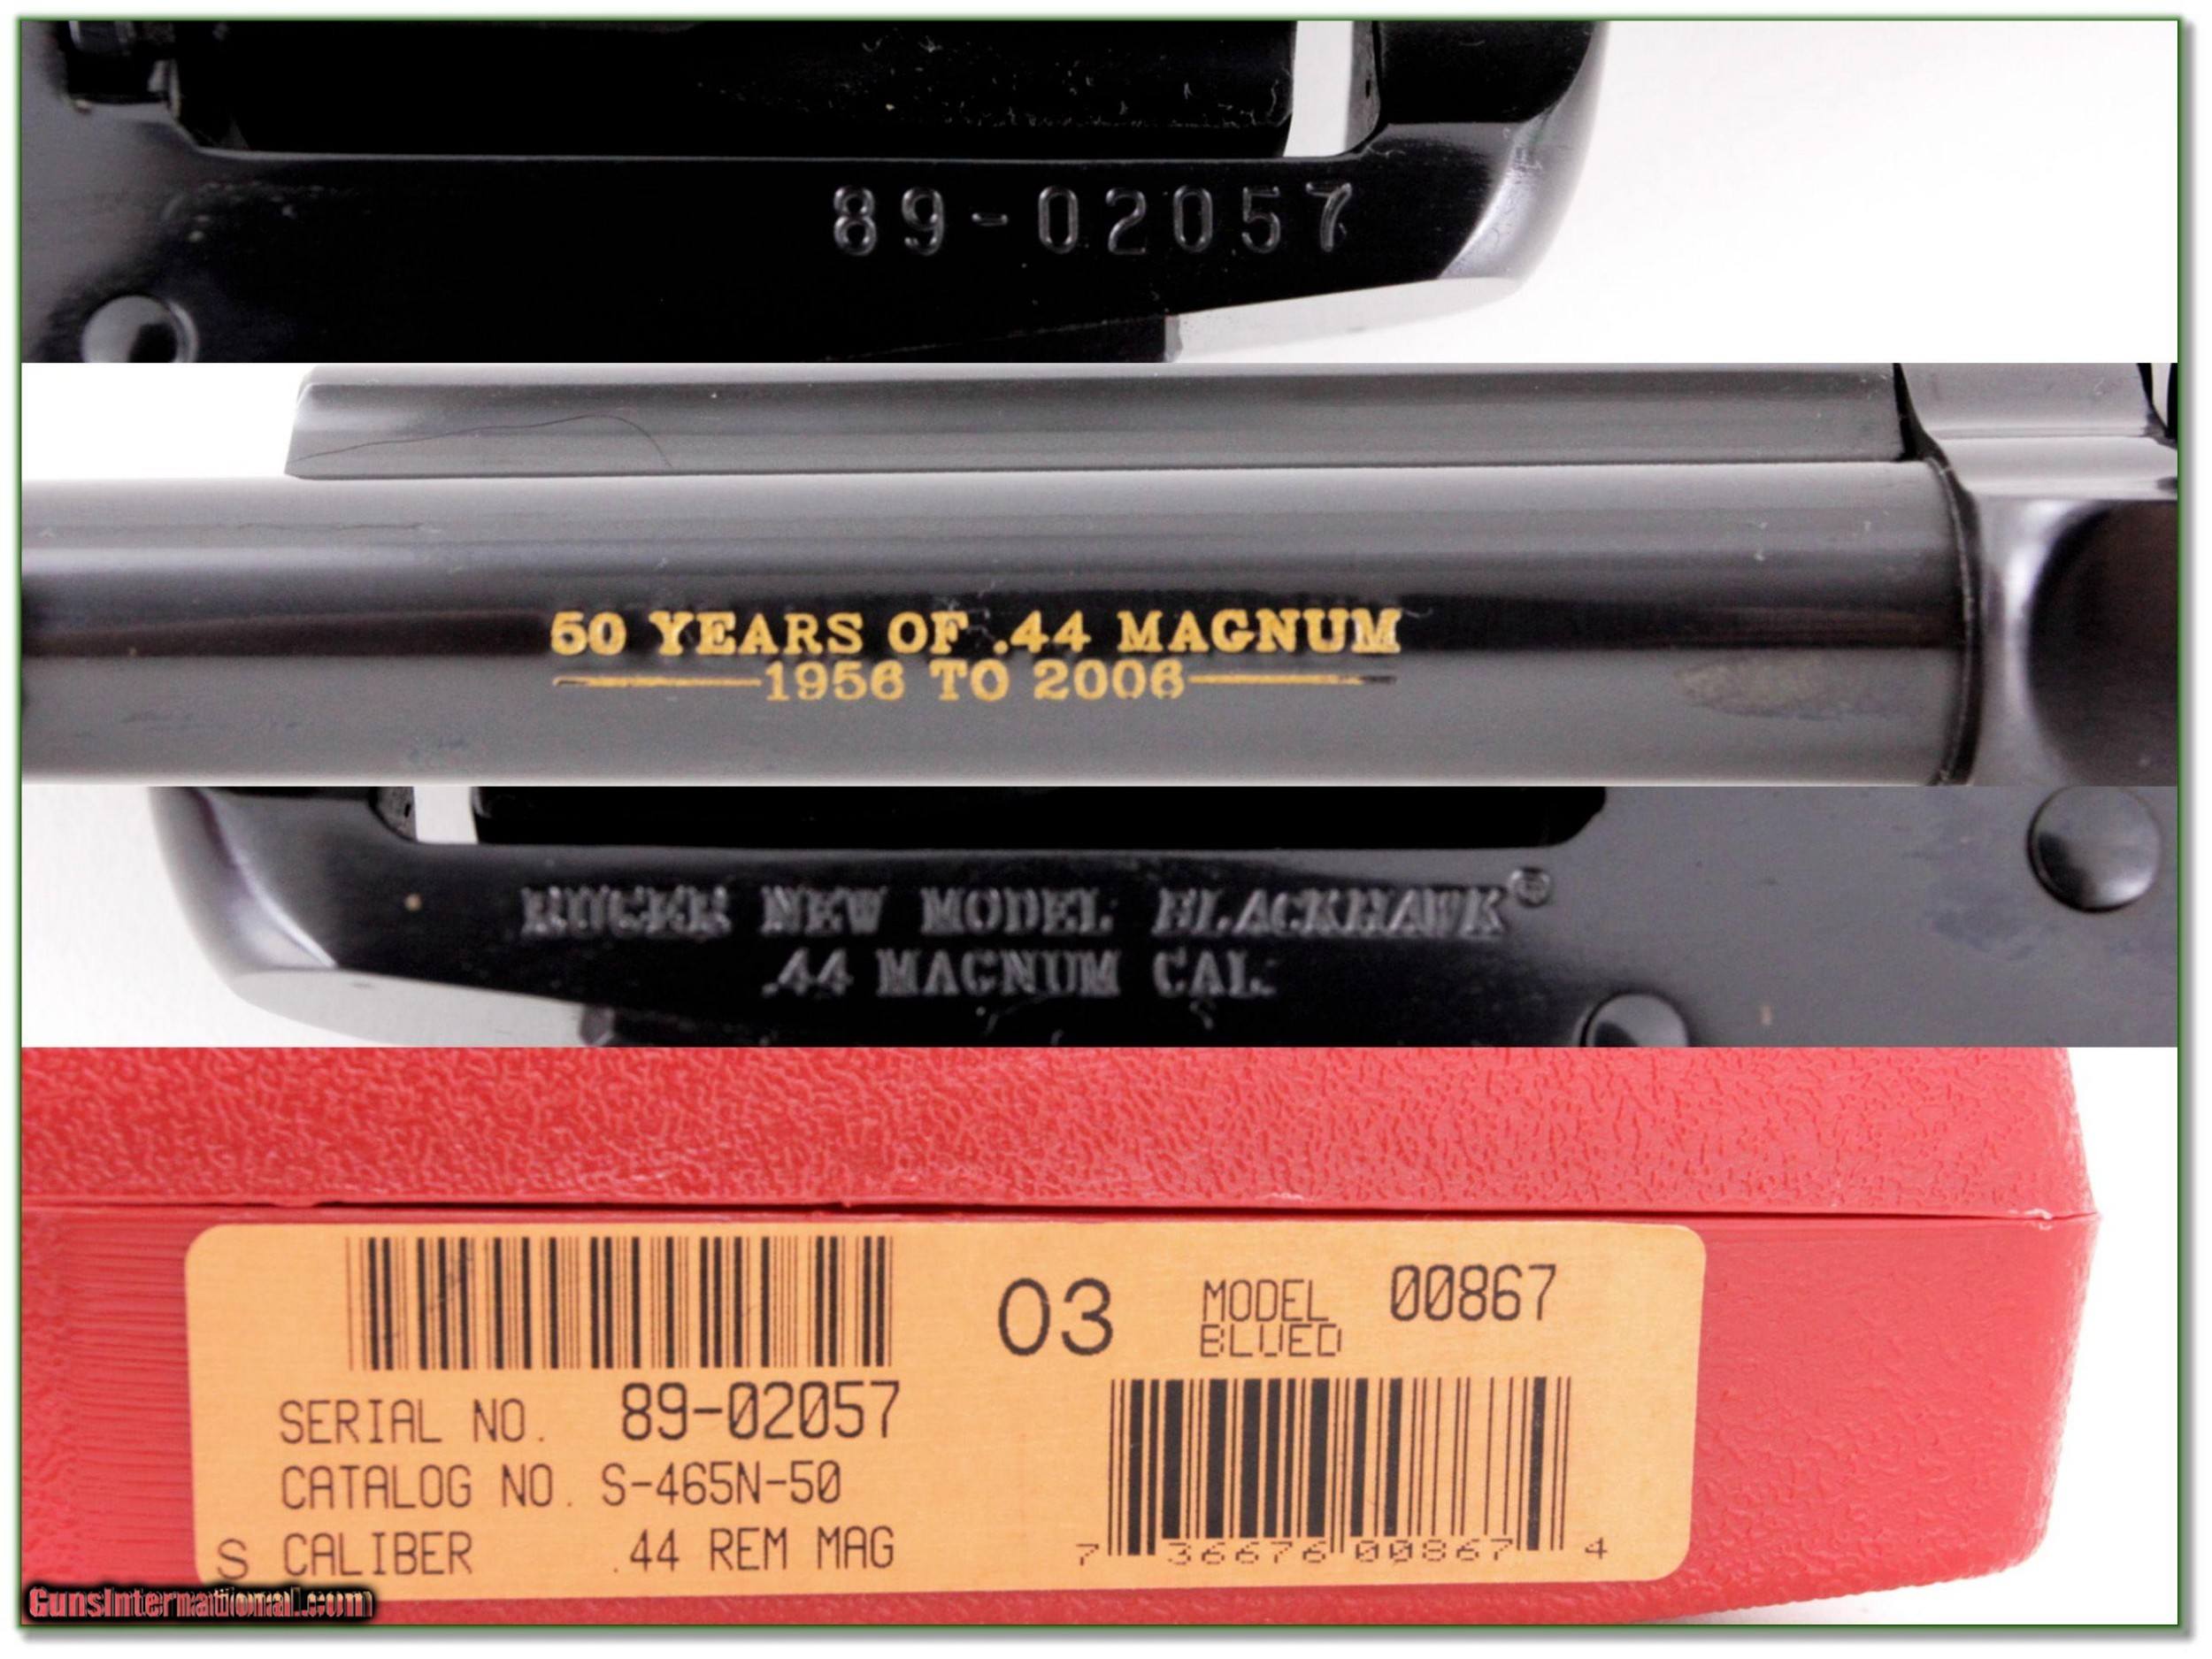 89-02057
50 YEARS OF .44 MAGNUM
1956 TO 2006
RUGER NEW MODEL BLACKHAWK®
.44 MAGNUM CAL.
03 MODEL 00867
BLUED
SERIAL NO. 89-02057
CATALOG NO. S-465N-50
S CALIBER .44 REM MAG
7 36676 00867 4
GunsInternational.com